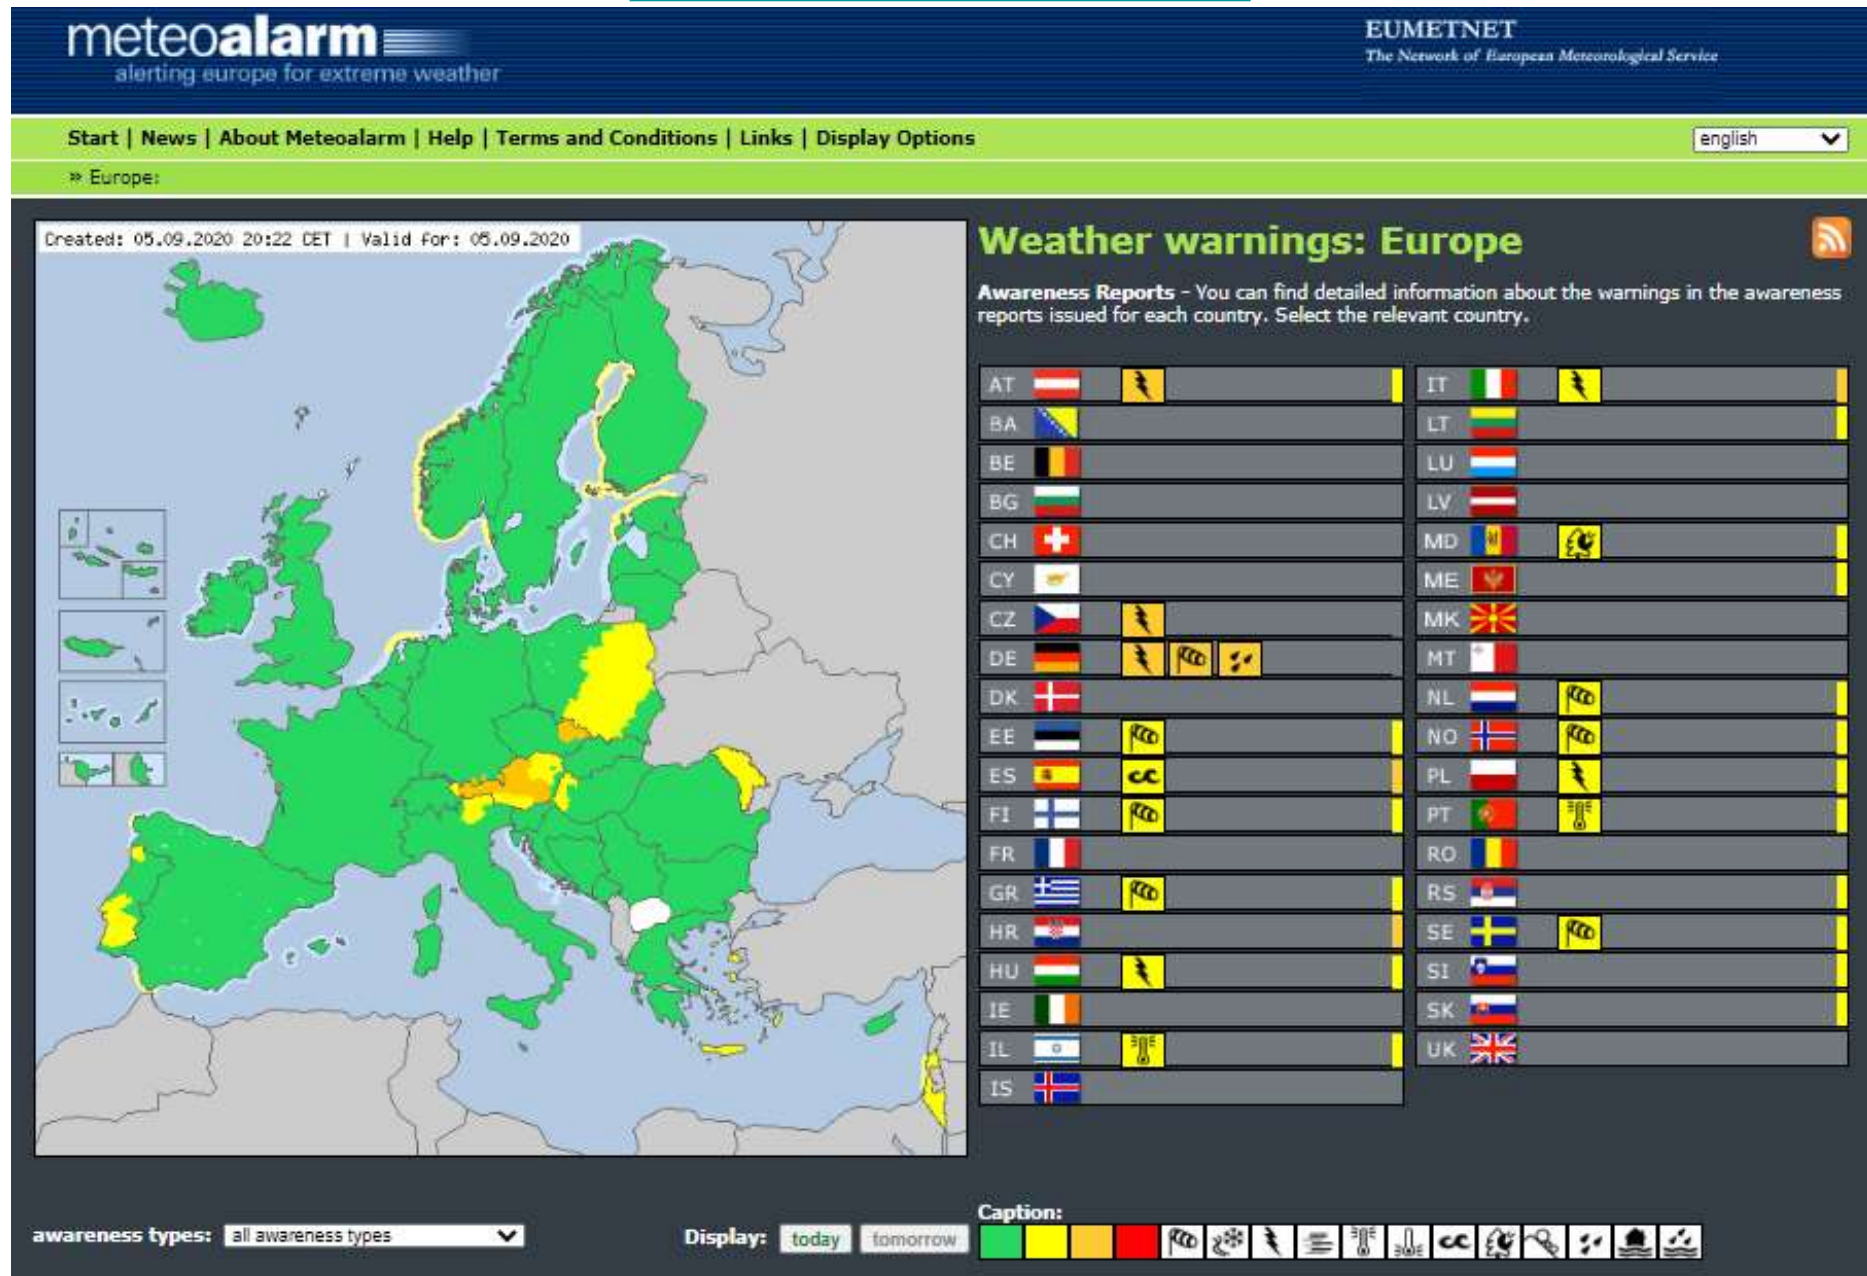 meteoalarm
alerting europe for extreme weather
EUMETNET
The Network of European Meteorological Service
Start | News | About Meteoalarm | Help | Terms and Conditions | Links | Display Options
english
» Europe:
Created: 05.09.2020 20:22 CET | Valid for: 05.09.2020
Weather warnings: Europe
Awareness Reports - You can find detailed information about the warnings in the awareness
reports issued for each country. Select the relevant country.
AT
BA
BE
BG
CH
CY
CZ
DE
DK
EE
ES
FI
FR
GR
HR
HU
IE
IL
IS
IT
LT
LU
LV
MD
ME
MK
MT
NL
NO
PL
PT
RO
RS
SE
SI
SK
UK
awareness types: all awareness types
Display: today tomorrow
Caption: